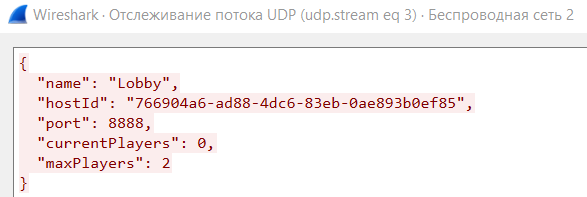 Wireshark · Отслеживание потока UDP (udp.stream eq 3) · Беспроводная сеть 2
{
  "name": "Lobby",
  "hostId": "766904a6-ad88-4dc6-83eb-0ae893b0ef85",
  "port": 8888,
  "currentPlayers": 0,
  "maxPlayers": 2
}